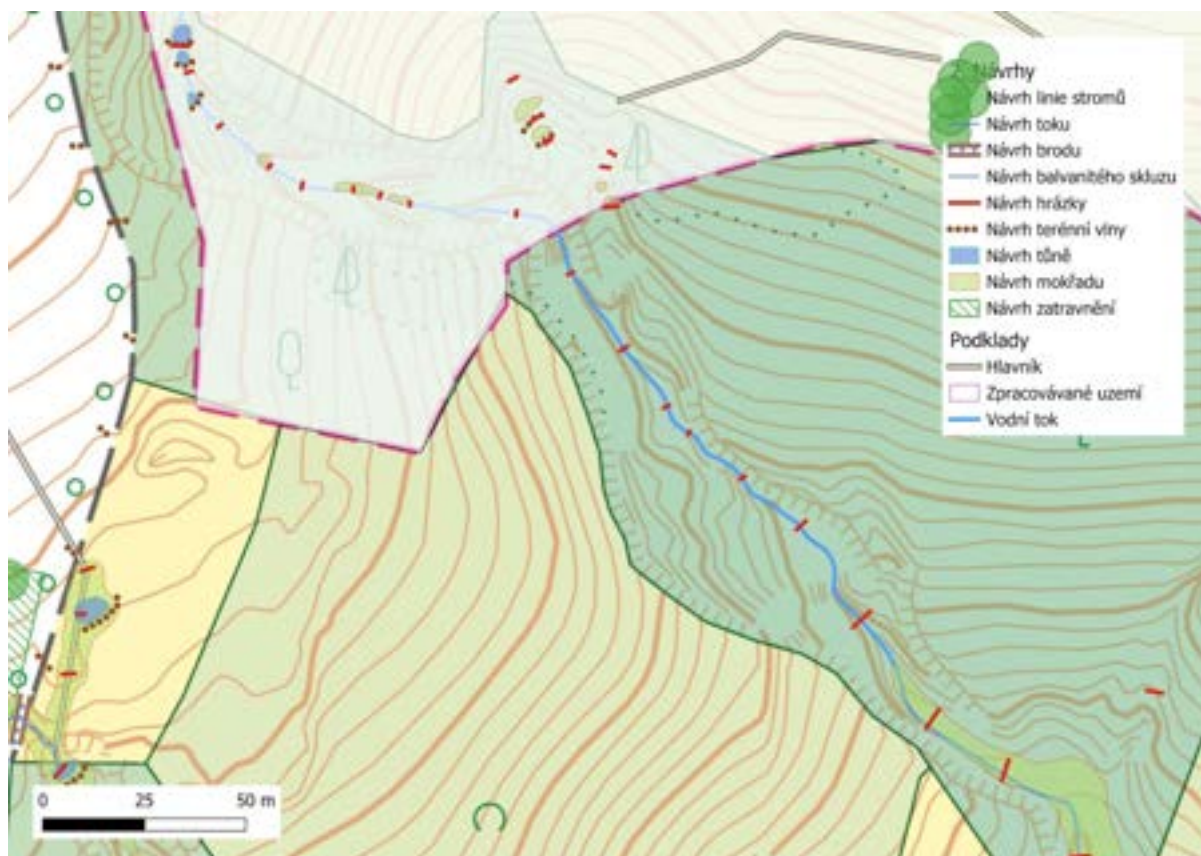 Návrhy
Návrh linie stromů
Návrh toku
Návrh brodu
Návrh balvanitého skluzu
Návrh hrázky
Návrh terénní vlny
Návrh tůně
Návrh mokřadu
Návrh zatravnění
Podklady
Hlavník
Zpracovávané uzemí
Vodní tok
0 25 50 m